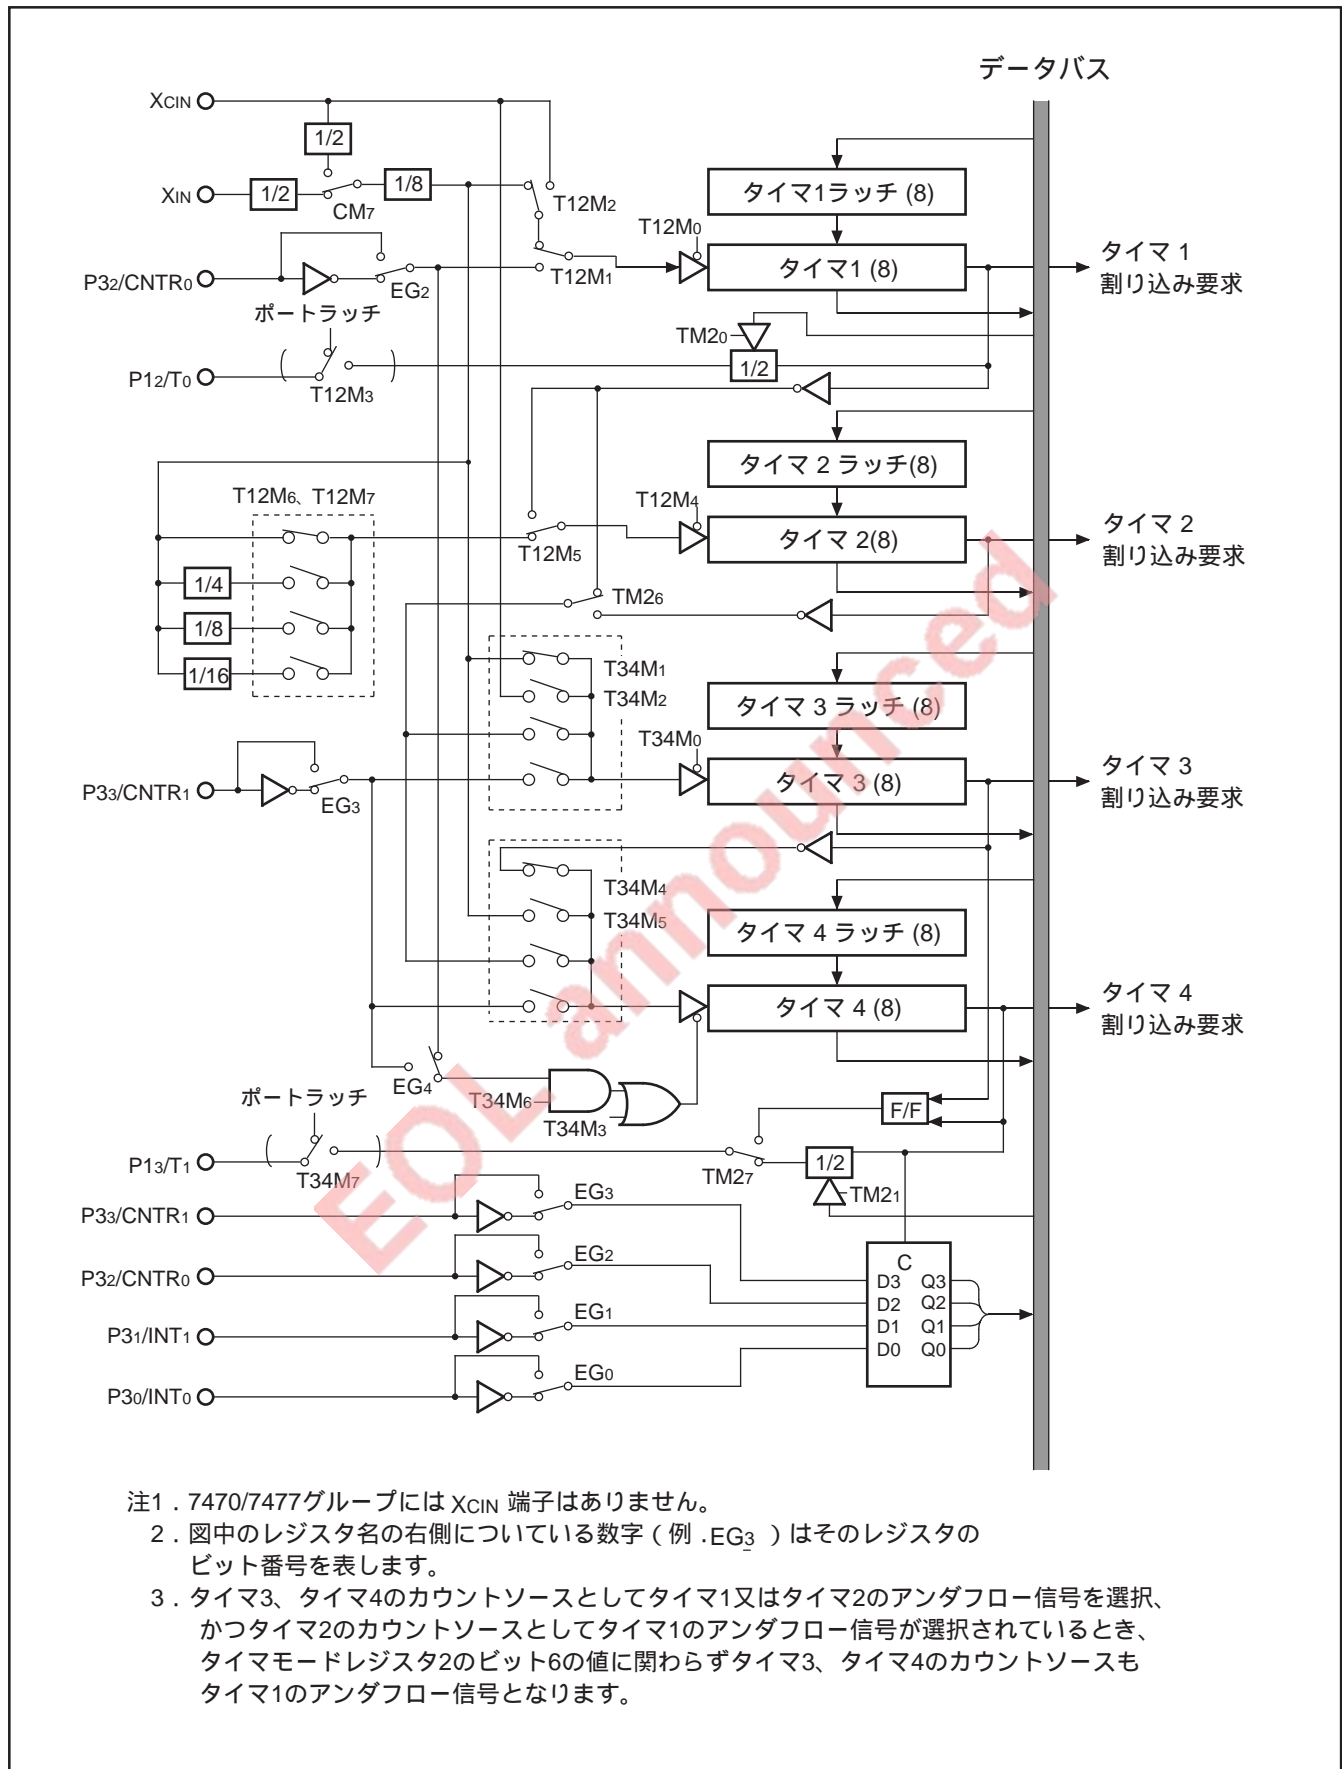 データバス
XCIN
1/2
XIN
1/2
CM7
1/8
T12M2
タイマ1ラッチ (8)
T12M0
T12M1
タイマ1 (8)
タイマ 1
割り込み要求
P32/CNTR0
EG2
ポートラッチ
TM20
1/2
P12/T0
T12M3
タイマ 2 ラッチ(8)
T12M6、T12M7
T12M4
T12M5
タイマ 2(8)
タイマ 2
割り込み要求
1/4
1/8
1/16
TM26
T34M1
T34M2
タイマ 3 ラッチ (8)
T34M0
タイマ 3 (8)
タイマ 3
割り込み要求
P33/CNTR1
EG3
T34M4
T34M5
タイマ 4 ラッチ (8)
タイマ 4 (8)
タイマ 4
割り込み要求
EG4
T34M6
T34M3
F/F
ポートラッチ
P13/T1
T34M7
TM27
1/2
TM21
P33/CNTR1
EG3
P32/CNTR0
EG2
P31/INT1
EG1
P30/INT0
EG0
C
D3 Q3
D2 Q2
D1 Q1
D0 Q0
EOL announced
注1．7470/7477グループには XCIN 端子はありません。
2．図中のレジスタ名の右側についている数字（例．EG3 ）はそのレジスタの
ビット番号を表します。
3．タイマ3、タイマ4のカウントソースとしてタイマ1又はタイマ2のアンダフロー信号を選択、
かつタイマ2のカウントソースとしてタイマ1のアンダフロー信号が選択されているとき、
タイマモードレジスタ2のビット6の値に関わらずタイマ3、タイマ4のカウントソースも
タイマ1のアンダフロー信号となります。